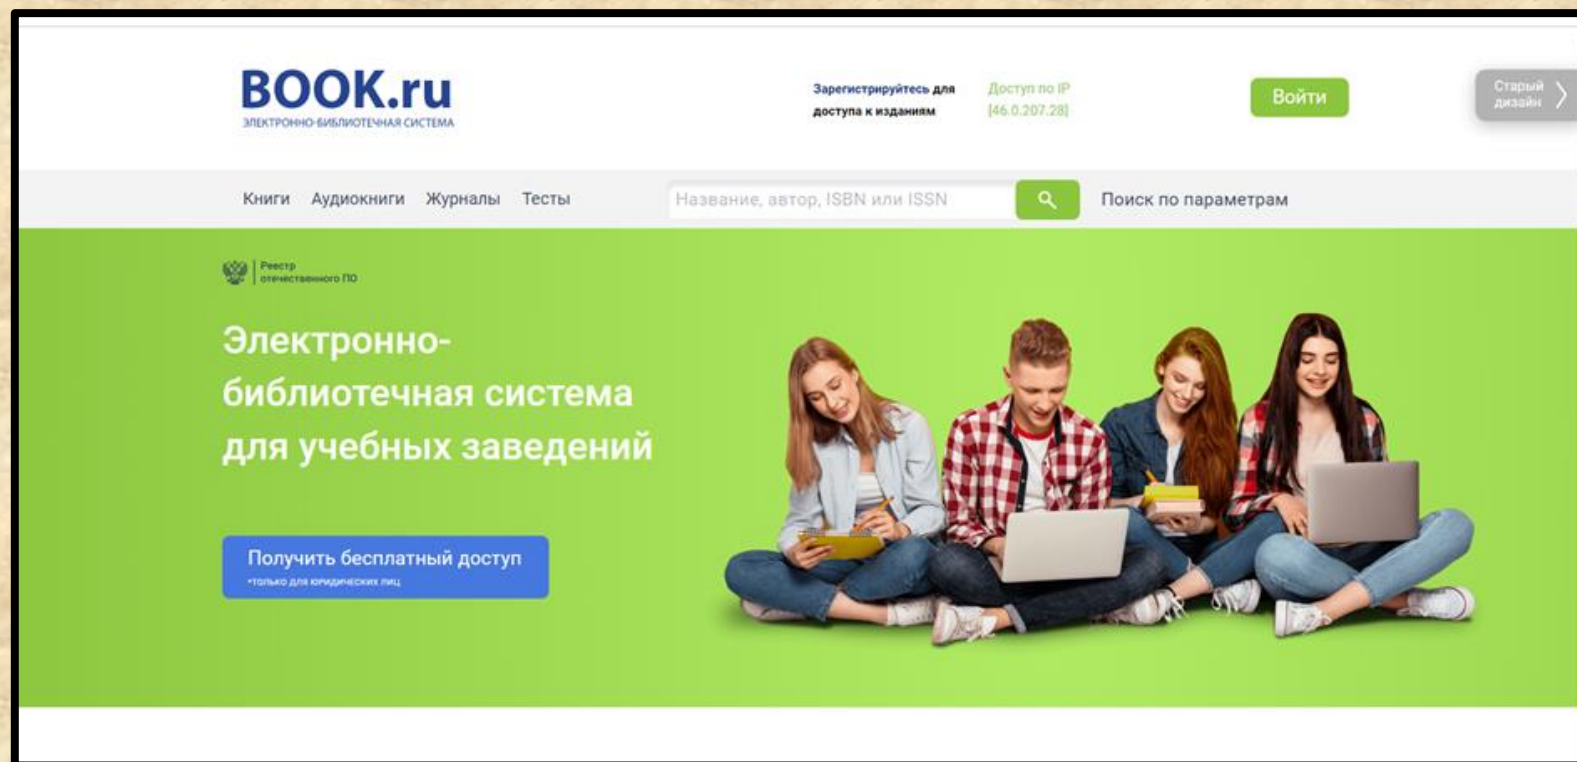 BOOK.ru
ЭЛЕКТРОННО-БИБЛИОТЕЧНАЯ СИСТЕМА
Зарегистрируйтесь для
доступа к изданиям
Доступ по IP
[46.0.207.28]
Войти
Старый
дизайн
Книги Аудиокниги Журналы Тесты
Название, автор, ISBN или ISSN
Поиск по параметрам
Реестр
отечественного ПО
Электронно-
библиотечная система
для учебных заведений
Получить бесплатный доступ
*только для юридических лиц